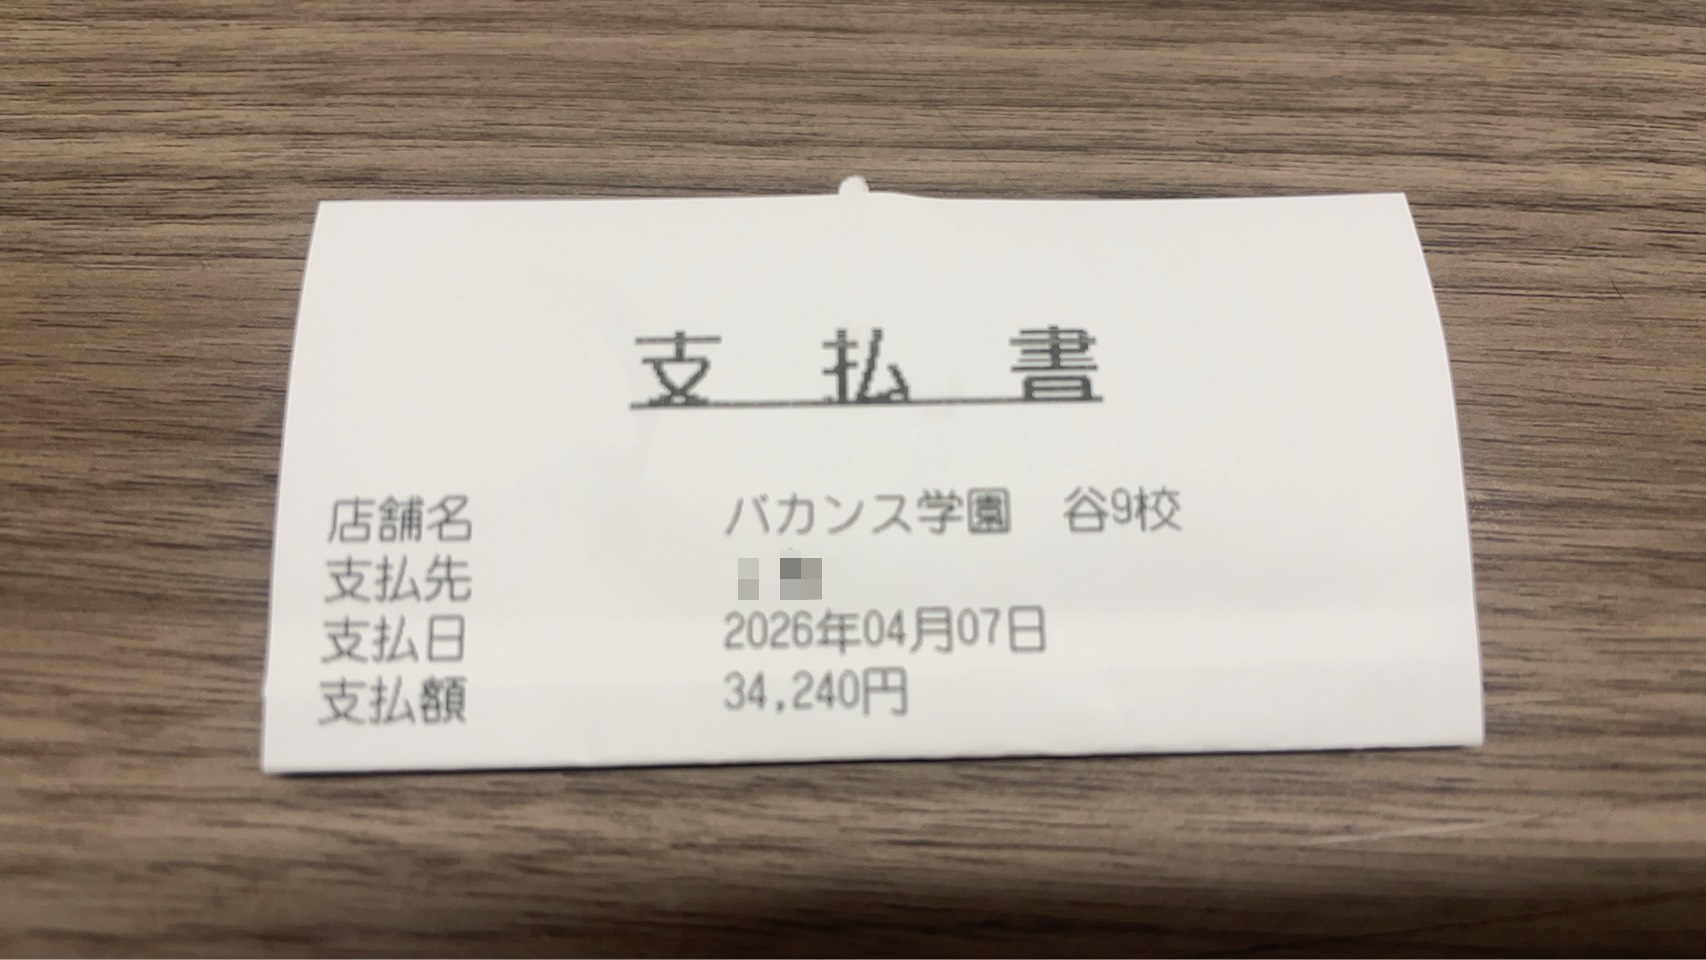 支払書
店舗名　バカンス学園　谷9校
支払先
支払日　2026年04月07日
支払額　34,240円